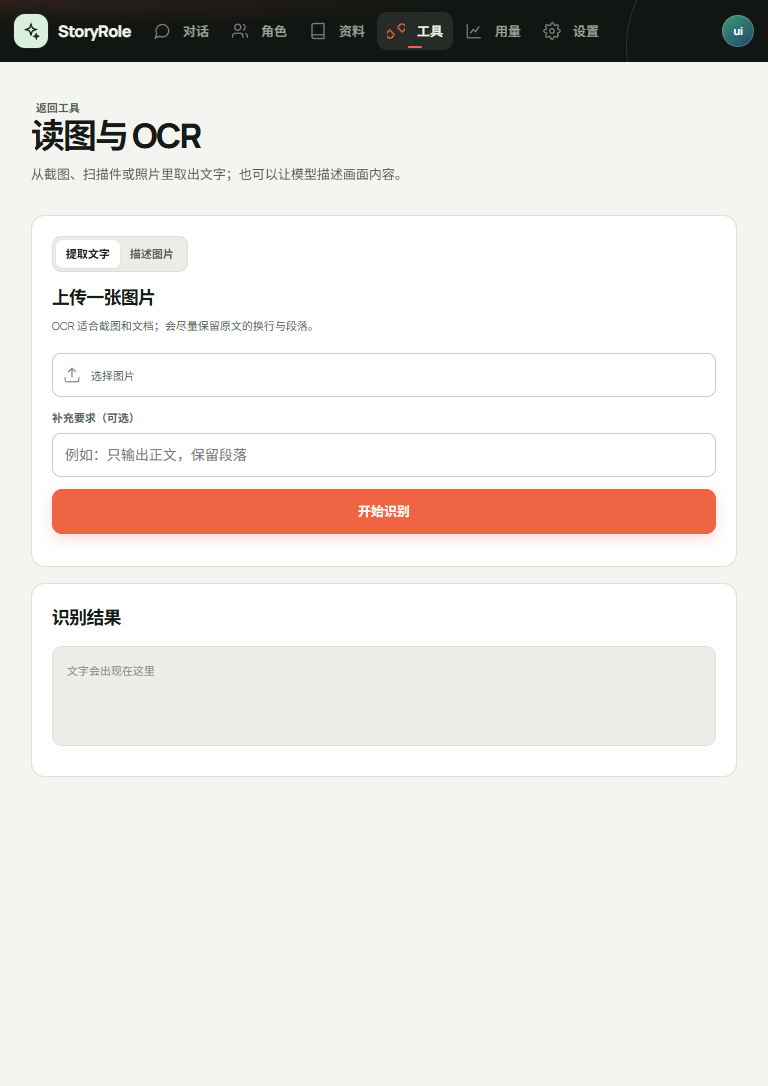 StoryRole 对话 角色 资料 工具 用量 设置 ui
返回工具
读图与 OCR
从截图、扫描件或照片里取出文字；也可以让模型描述画面内容。
提取文字 描述图片
上传一张图片
OCR 适合截图和文档；会尽量保留原文的换行与段落。
选择图片
补充要求（可选）
例如：只输出正文，保留段落
开始识别
识别结果
文字会出现在这里